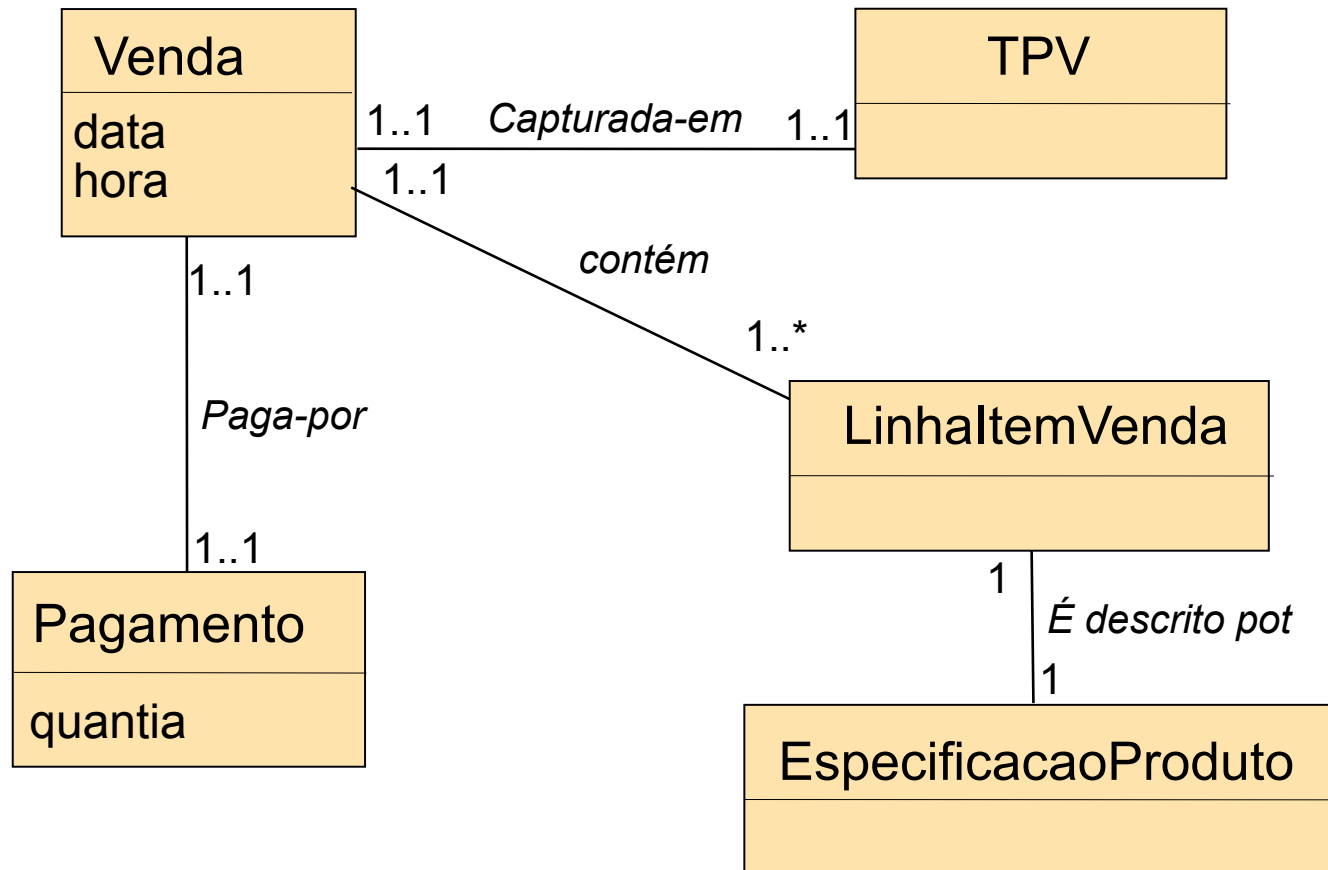 Venda
data
hora
1..1
Capturada-em
1..1
TPV
1..1
contém
1..*
1..1
Paga-por
1..1
Pagamento
quantia
LinhaItemVenda
1
É descrito pot
1
EspecificacaoProduto